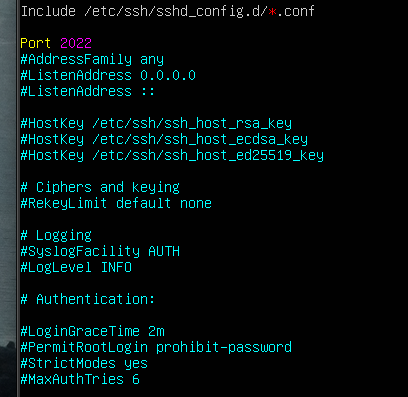 Include /etc/ssh/sshd_config.d/*.conf
Port 2022
#AddressFamily any
#ListenAddress 0.0.0.0
#ListenAddress ::
#HostKey /etc/ssh/ssh_host_rsa_key
#HostKey /etc/ssh/ssh_host_ecdsa_key
#HostKey /etc/ssh/ssh_host_ed25519_key
# Ciphers and keying
#RekeyLimit default none
# Logging
#SyslogFacility AUTH
#LogLevel INFO
# Authentication:
#LoginGraceTime 2m
#PermitRootLogin prohibit-password
#StrictModes yes
#MaxAuthTries 6